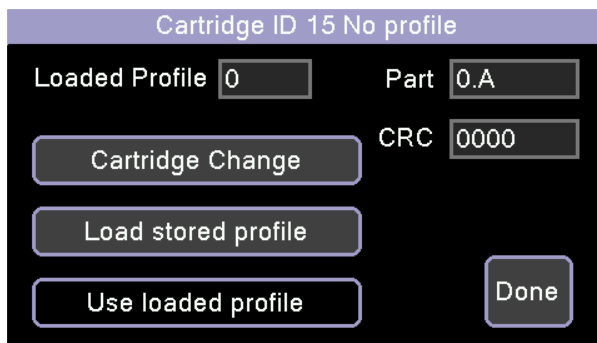 Cartridge ID 15 No profile
Loaded Profile 0 Part 0.A
CRC 0000
Cartridge Change
Load stored profile
Use loaded profile
Done